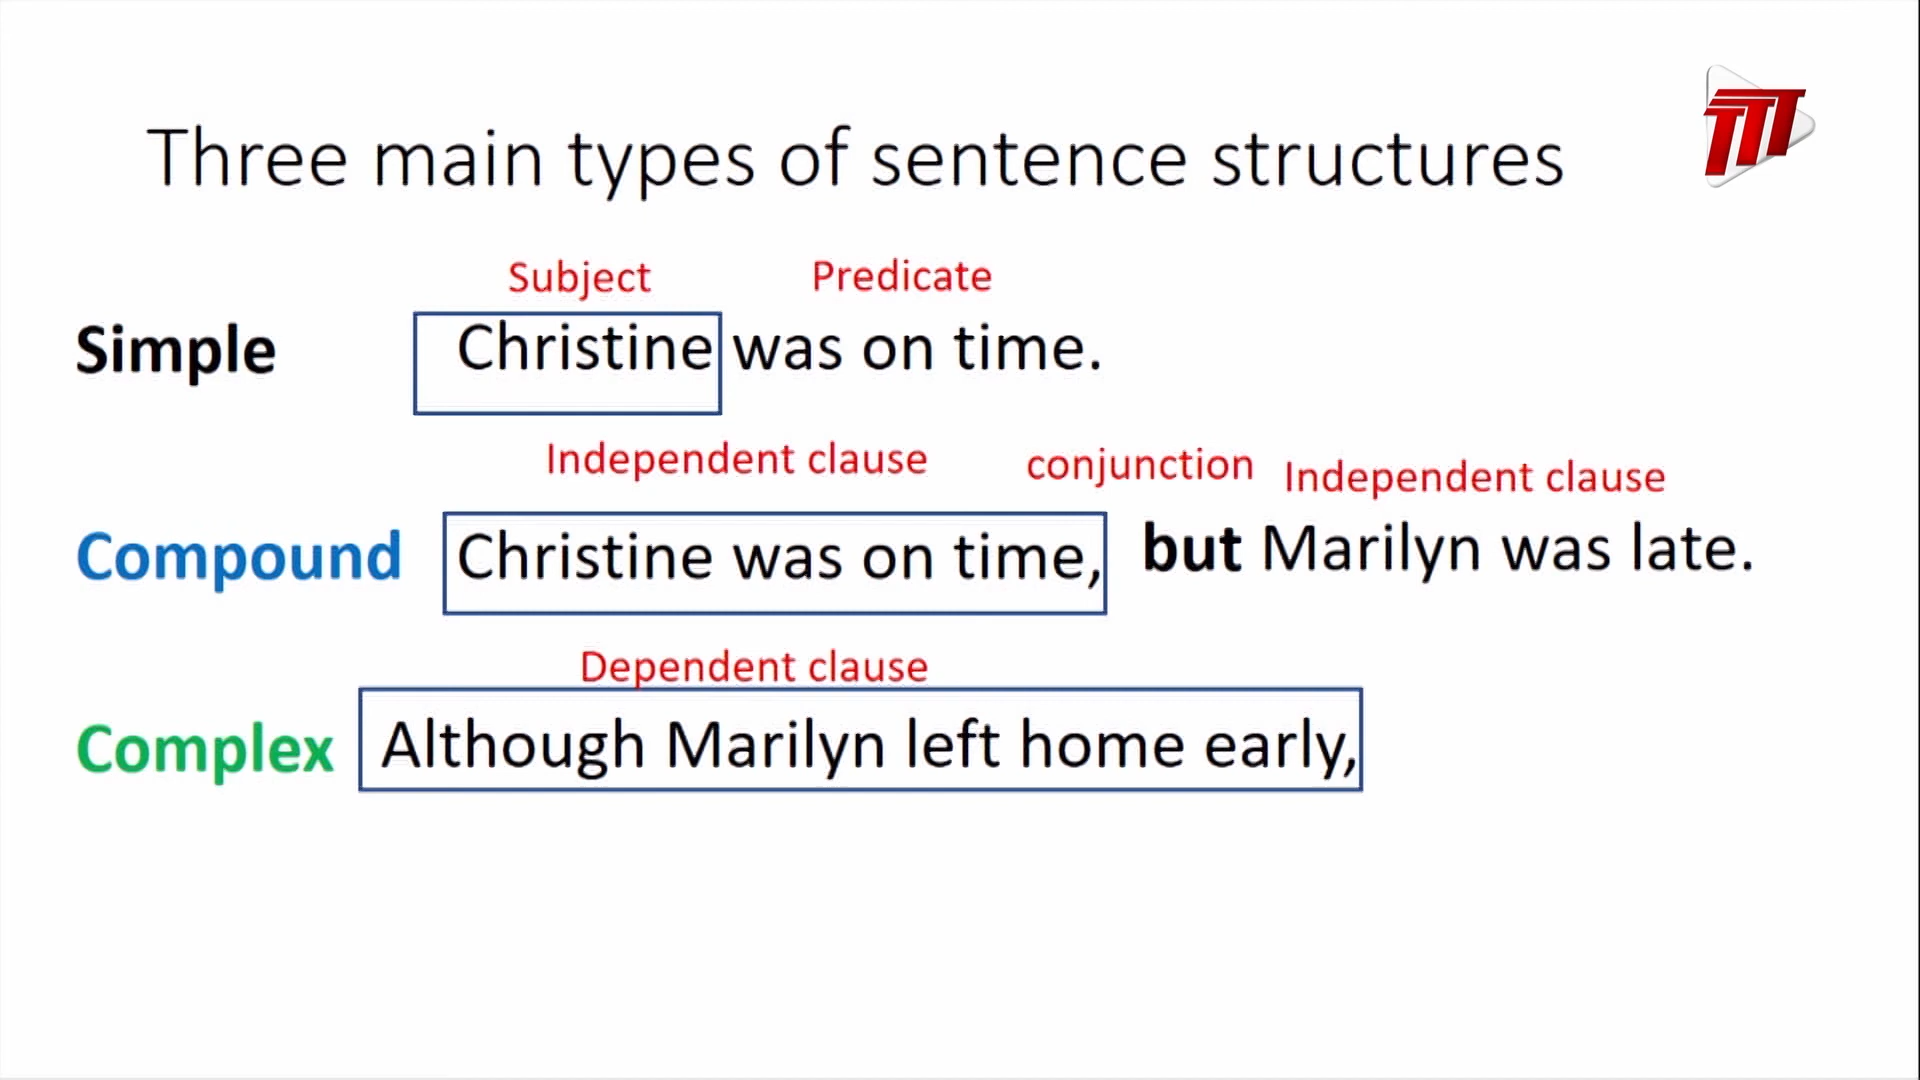 Three main types of sentence structures
TTT
Subject Predicate
Simple Christine was on time.
Independent clause conjunction Independent clause
Compound Christine was on time, but Marilyn was late.
Dependent clause
Complex Although Marilyn left home early,